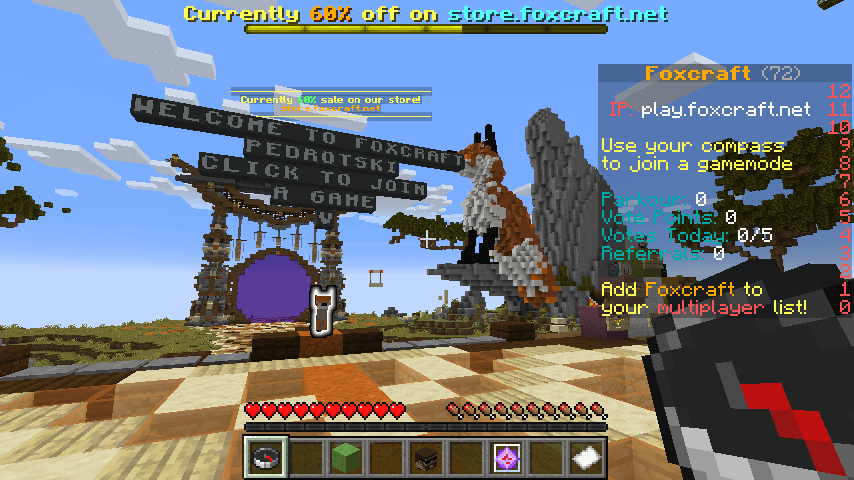 Currently 60% off on store.foxcraft.net
Currently 60% sale on our store!
store.foxcraft.net
WELCOME TO FOXCRAFT
PEDROTSKI
CLICK TO JOIN
A GAME
V
Foxcraft (72)
12
IP: play.foxcraft.net 11
10
Use your compass 9
to join a gamemode 8
7
Parkour: 0 6
Vote Points: 0 5
Votes Today: 0/5 4
Referrals: 0 3
2
Add Foxcraft to 1
your multiplayer list! 0